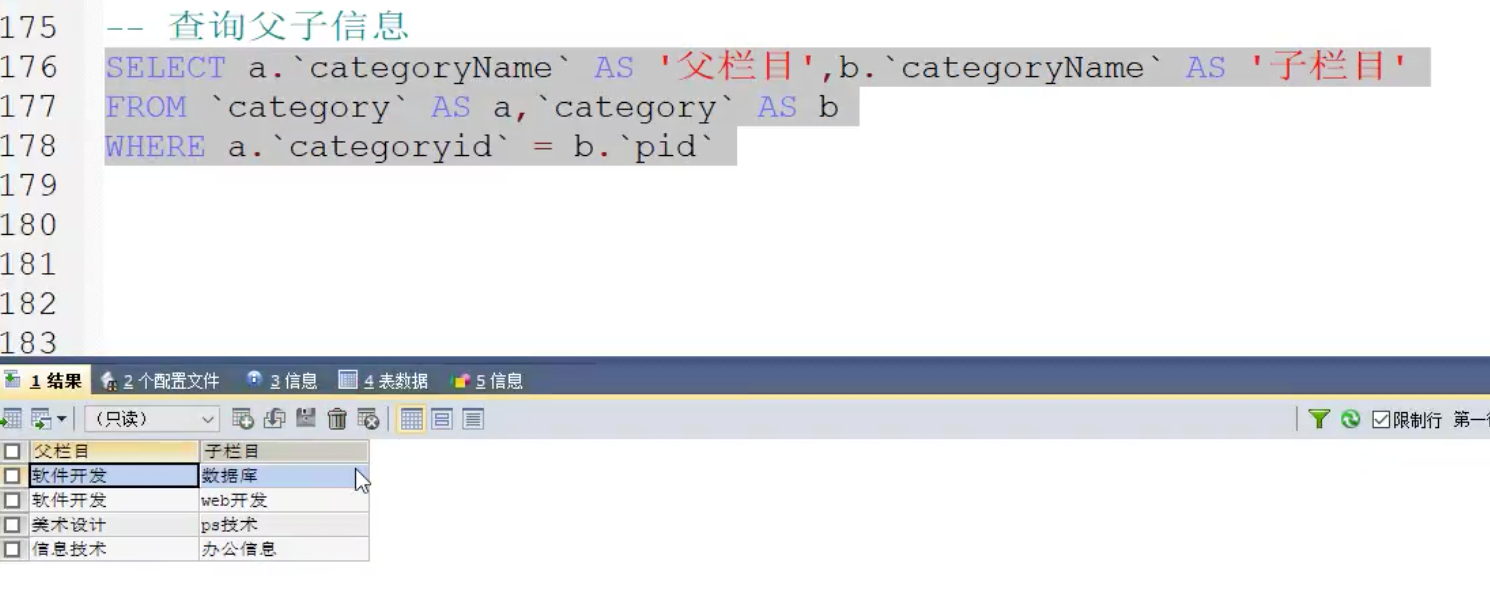 175 -- 查询父子信息
176 SELECT a.`categoryName` AS '父栏目',b.`categoryName` AS '子栏目'
177 FROM `category` AS a,`category` AS b
178 WHERE a.`categoryid` = b.`pid`
179
180
181
182
183
1 结果 2 个配置文件 3 信息 4 表数据 5 信息
（只读） 限制行 第一
父栏目 子栏目
软件开发 数据库
软件开发 web开发
美术设计 ps技术
信息技术 办公信息